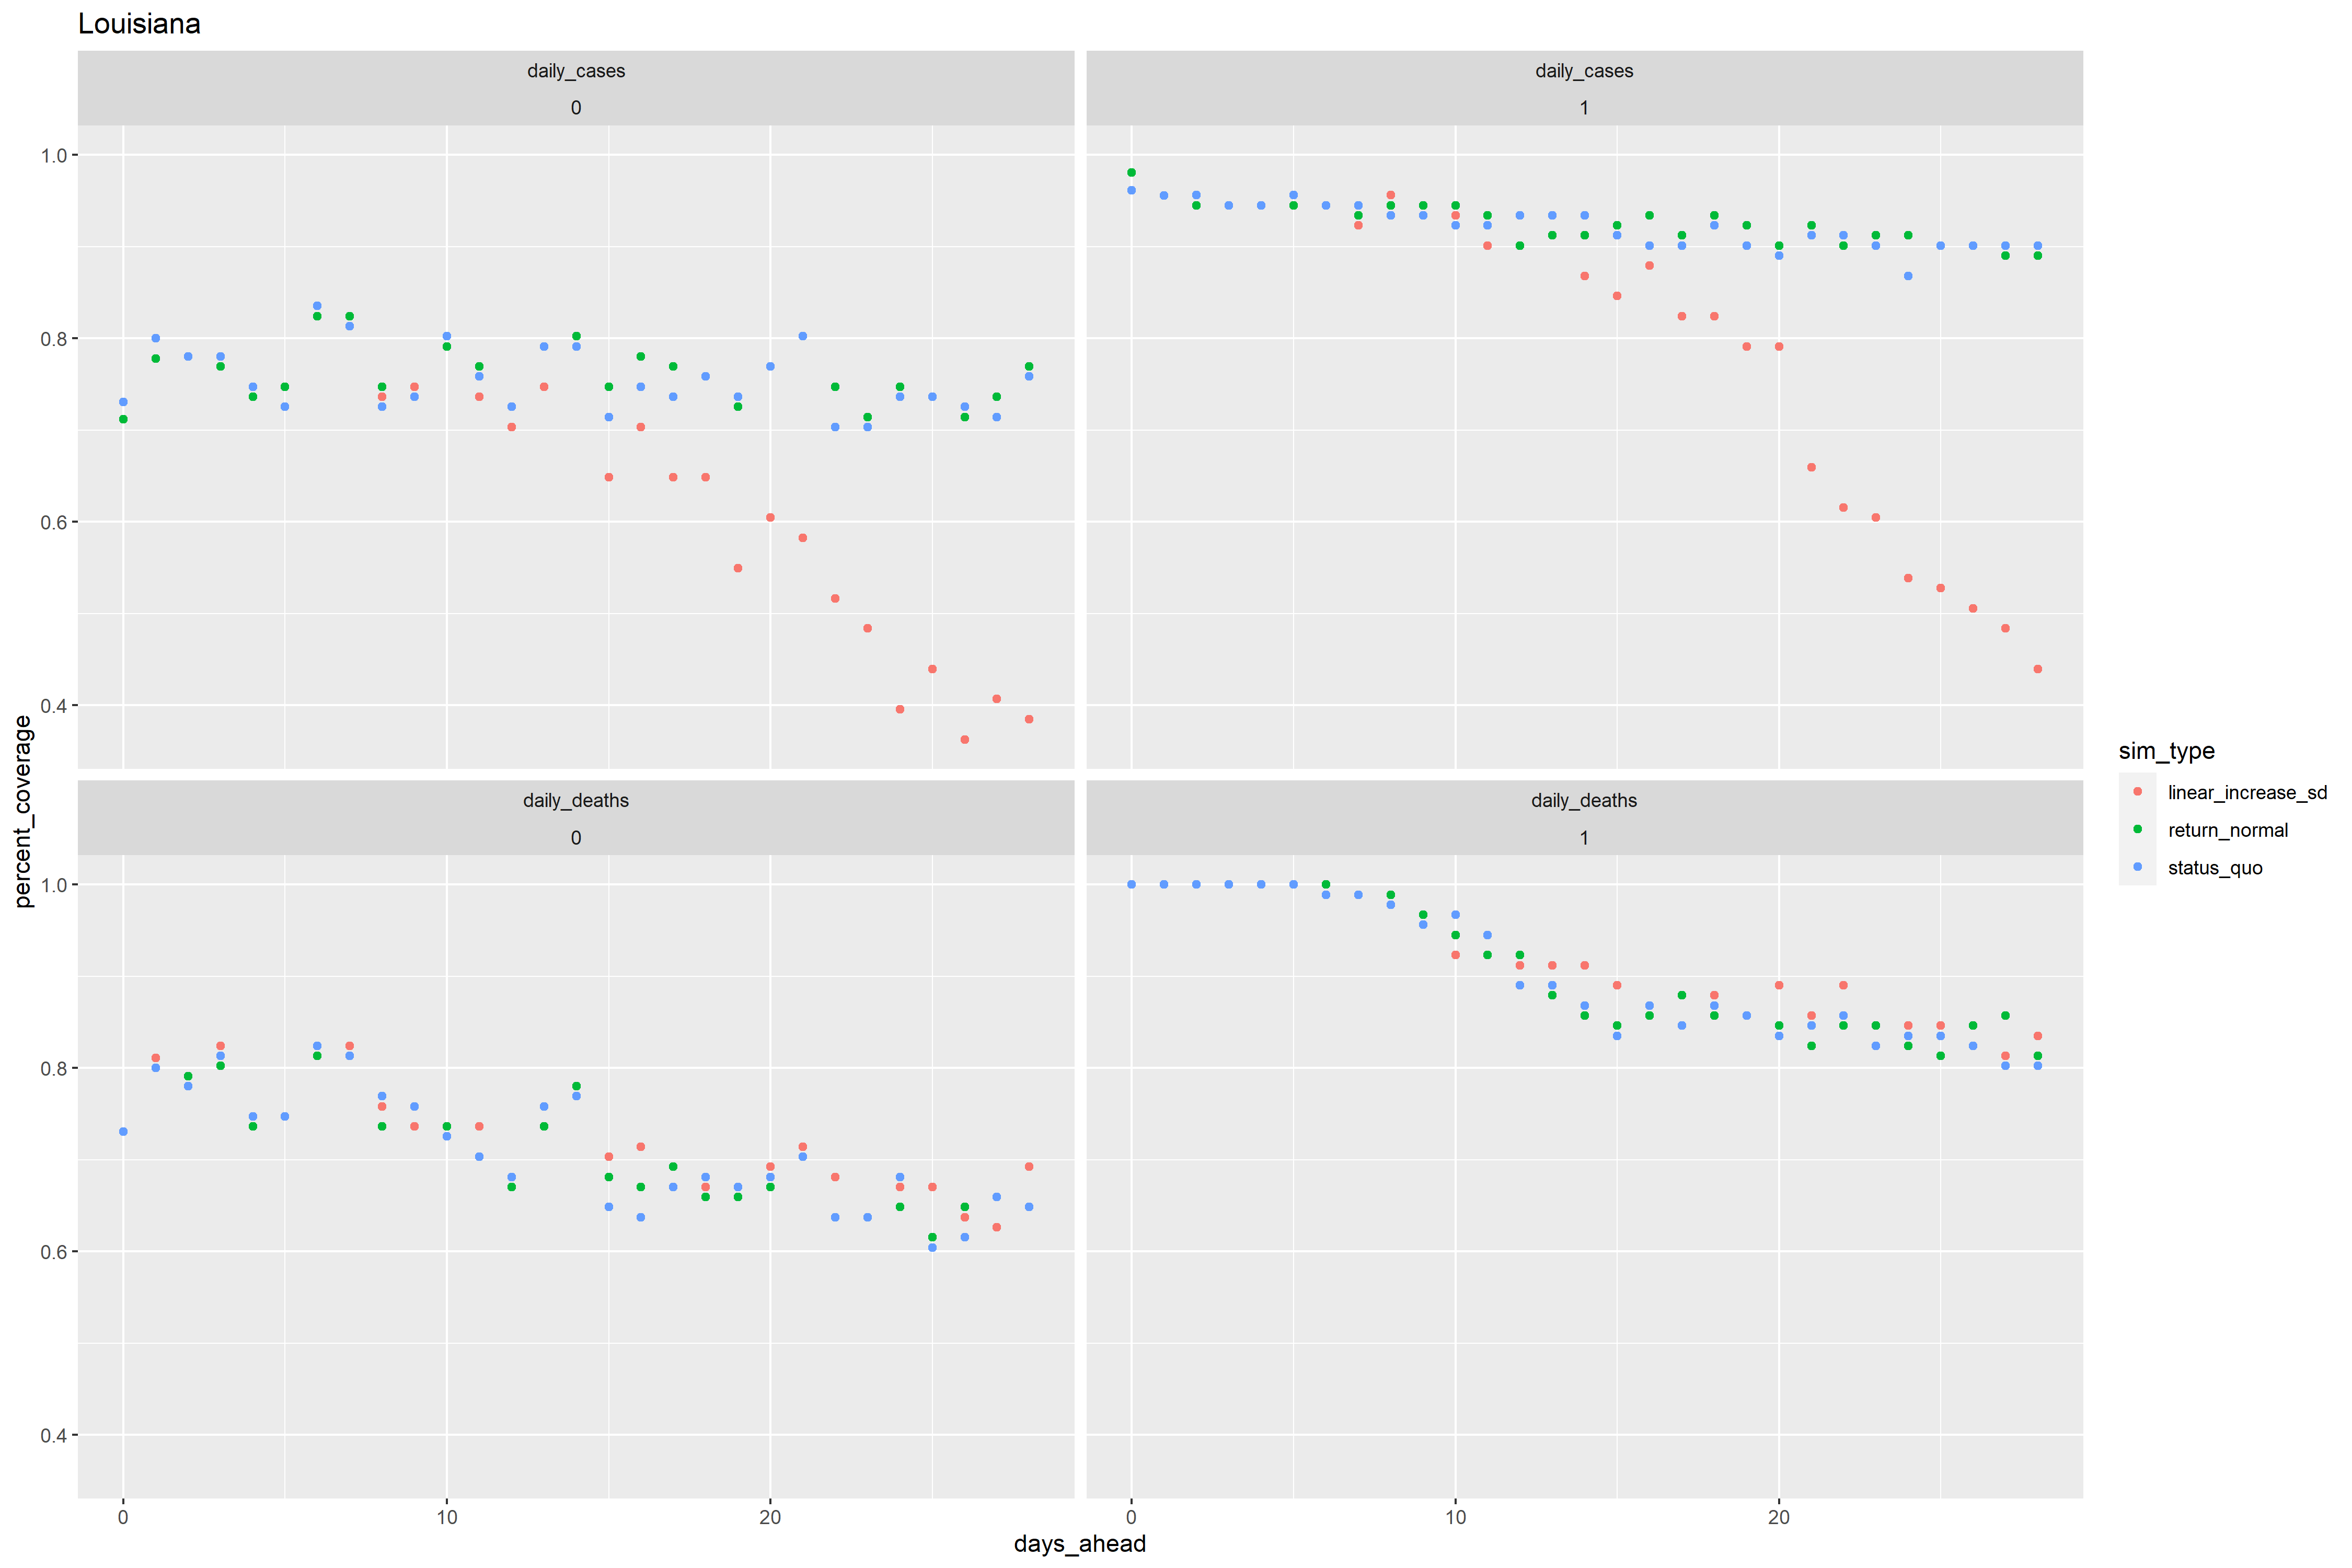 Louisiana
daily_cases
0
daily_cases
1
1.0
0.8
0.6
0.4
daily_deaths
0
daily_deaths
1
1.0
0.8
0.6
0.4
0
10
20
0
10
20
days_ahead
percent_coverage
sim_type
linear_increase_sd
return_normal
status_quo